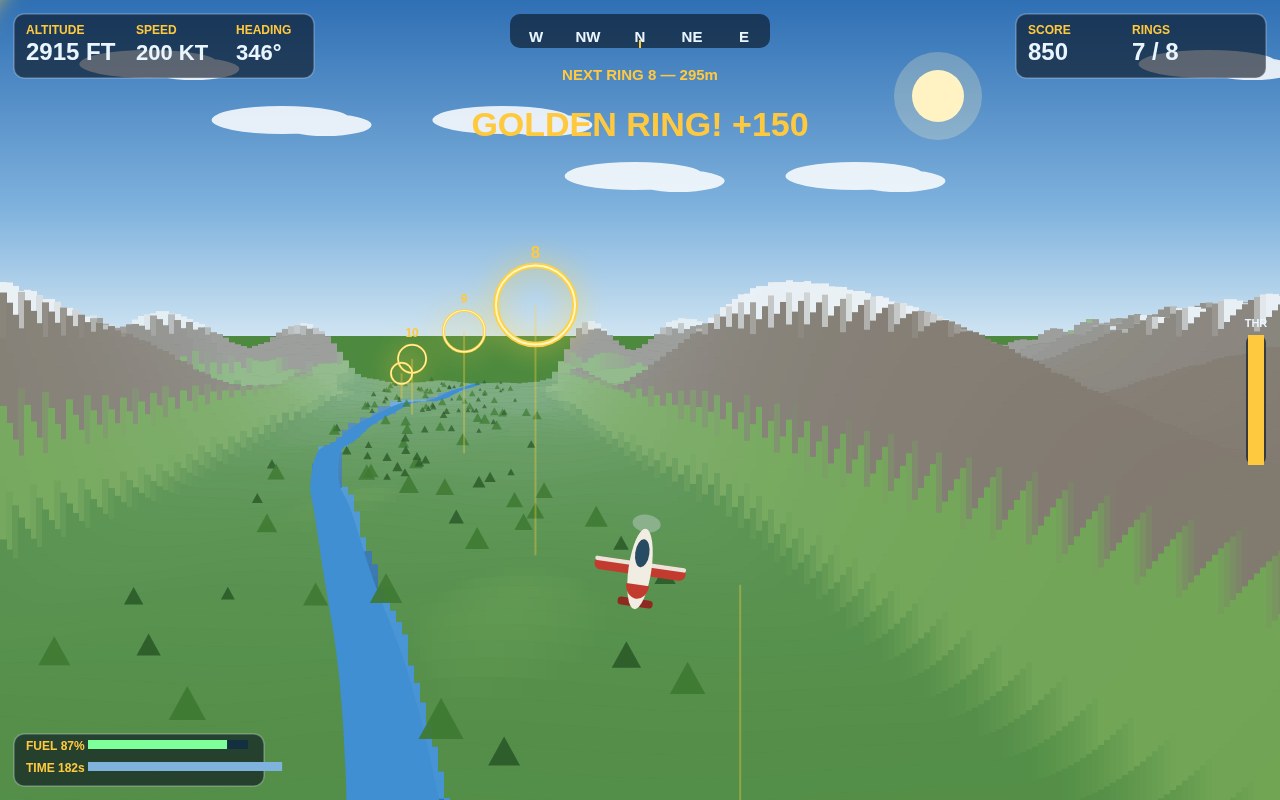 ALTITUDE SPEED HEADING
2915 FT 200 KT 346°
W NW N NE E
SCORE RINGS
850 7 / 8
NEXT RING 8 — 295m
GOLDEN RING! +150
8
9
10
THR
FUEL 87%
TIME 182s